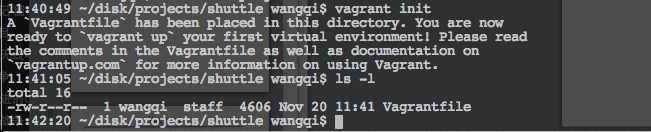 11:40:49 ~/disk/projects/shuttle wangqi$ vagrant init
A `Vagrantfile` has been placed in this directory. You are now
ready to `vagrant up` your first virtual environment! Please read
the comments in the Vagrantfile as well as documentation on
`vagrantup.com` for more information on using Vagrant.
11:41:05 ~/disk/projects/shuttle wangqi$ ls -l
total 16
-rw-r--r--  1 wangqi  staff  4606 Nov 20 11:41 Vagrantfile
11:42:20 ~/disk/projects/shuttle wangqi$